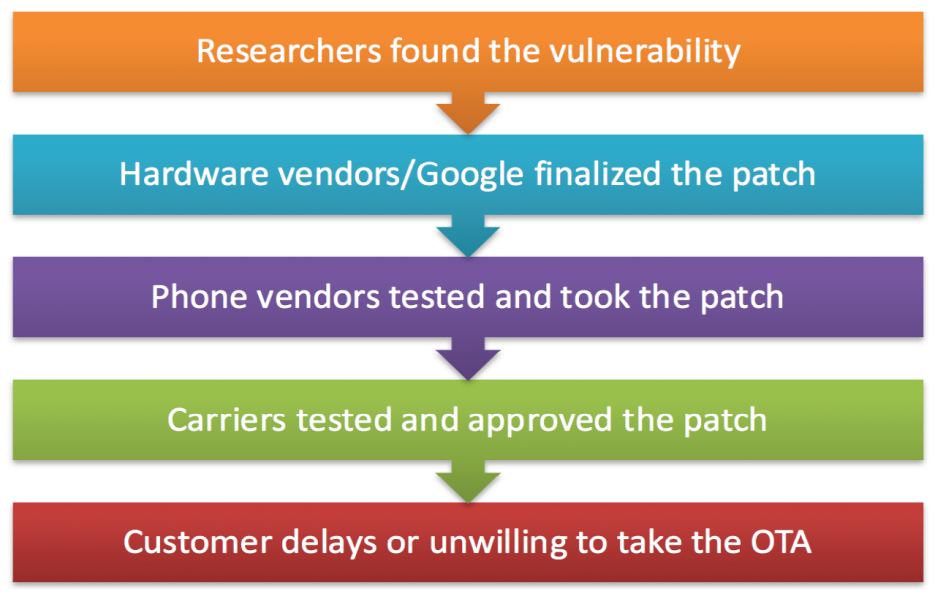 Researchers found the vulnerability
Hardware vendors/Google finalized the patch
Phone vendors tested and took the patch
Carriers tested and approved the patch
Customer delays or unwilling to take the OTA